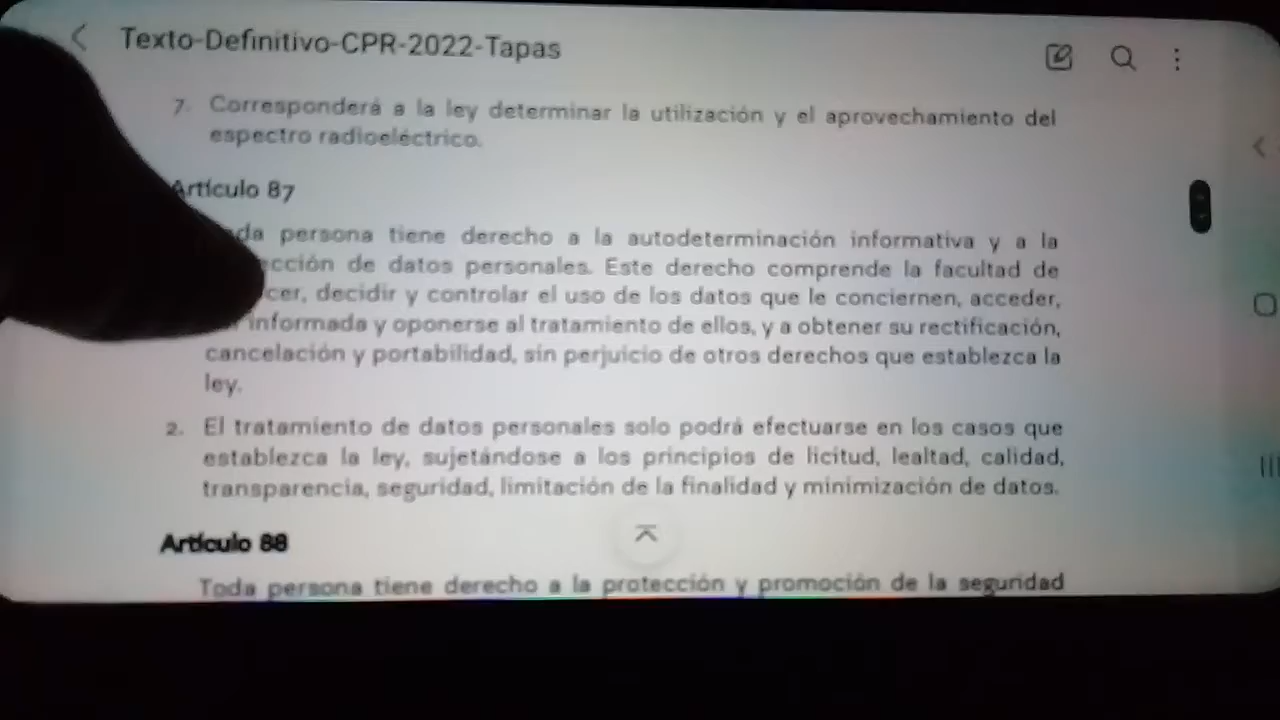 Texto-Definitivo-CPR-2022-Tapas
7. Corresponderá a la ley determinar la utilización y el aprovechamiento del
espectro radioeléctrico.
Artículo 87
persona tiene derecho a la autodeterminación informativa y a la
de datos personales. Este derecho comprende la facultad de
decidir y controlar el uso de los datos que le conciernen, acceder,
informada y oponerse al tratamiento de ellos, y a obtener su rectificación,
cancelación y portabilidad, sin perjuicio de otros derechos que establezca la
ley.
2. El tratamiento de datos personales solo podrá efectuarse en los casos que
establezca la ley, sujetándose a los principios de licitud, lealtad, calidad,
transparencia, seguridad, limitación de la finalidad y minimización de datos.
Artículo 88
Toda persona tiene derecho a la protección y promoción de la seguridad